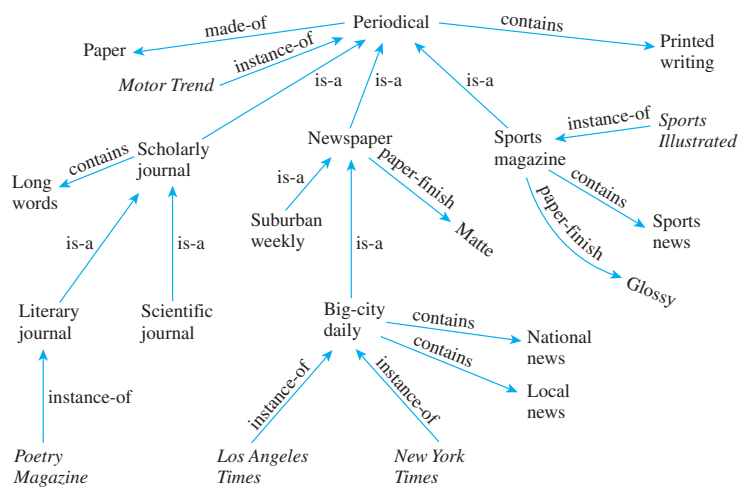 Periodical
made-of
contains
Paper
Printed
writing
instance-of
Motor Trend
is-a
is-a
is-a
instance-of
Sports
Illustrated
Scholarly
journal
contains
Long
words
Newspaper
paper-finish
Sports
magazine
contains
paper-finish
is-a
Suburban
weekly
Matte
Sports
news
is-a
is-a
is-a
Glossy
Literary
journal
Scientific
journal
Big-city
daily
contains
National
news
contains
Local
news
instance-of
instance-of
instance-of
Poetry
Magazine
Los Angeles
Times
New York
Times